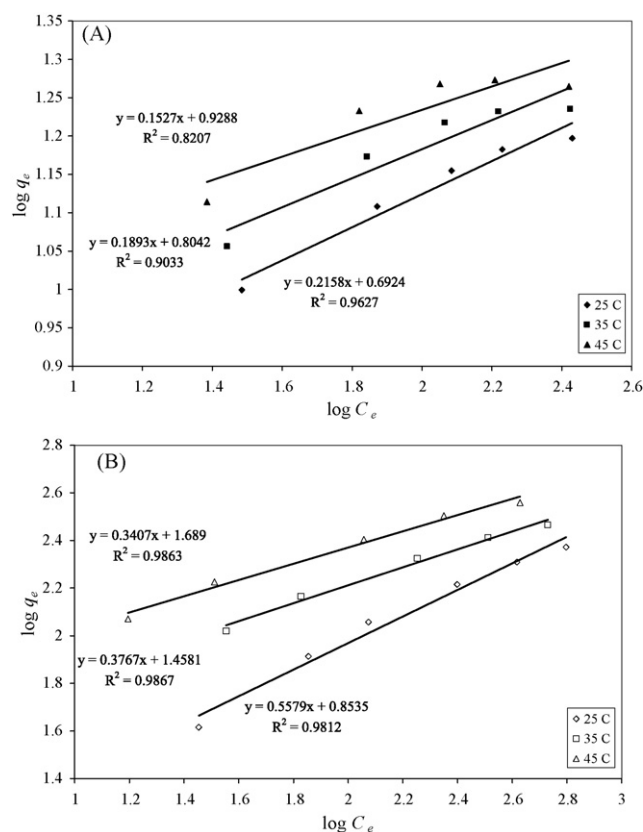 (A)
1.35
1.3
1.25
1.2
1.15
1.1
1.05
1
0.95
0.9
log qe
y = 0.1527x + 0.9288
R² = 0.8207
y = 0.1893x + 0.8042
R² = 0.9033
y = 0.2158x + 0.6924
R² = 0.9627
25 C
35 C
45 C
1 1.2 1.4 1.6 1.8 2 2.2 2.4 2.6
log Ce
(B)
2.8
2.6
2.4
2.2
2
1.8
1.6
1.4
log qe
y = 0.3407x + 1.689
R² = 0.9863
y = 0.3767x + 1.4581
R² = 0.9867
y = 0.5579x + 0.8535
R² = 0.9812
25 C
35 C
45 C
1 1.2 1.4 1.6 1.8 2 2.2 2.4 2.6 2.8 3
log Ce